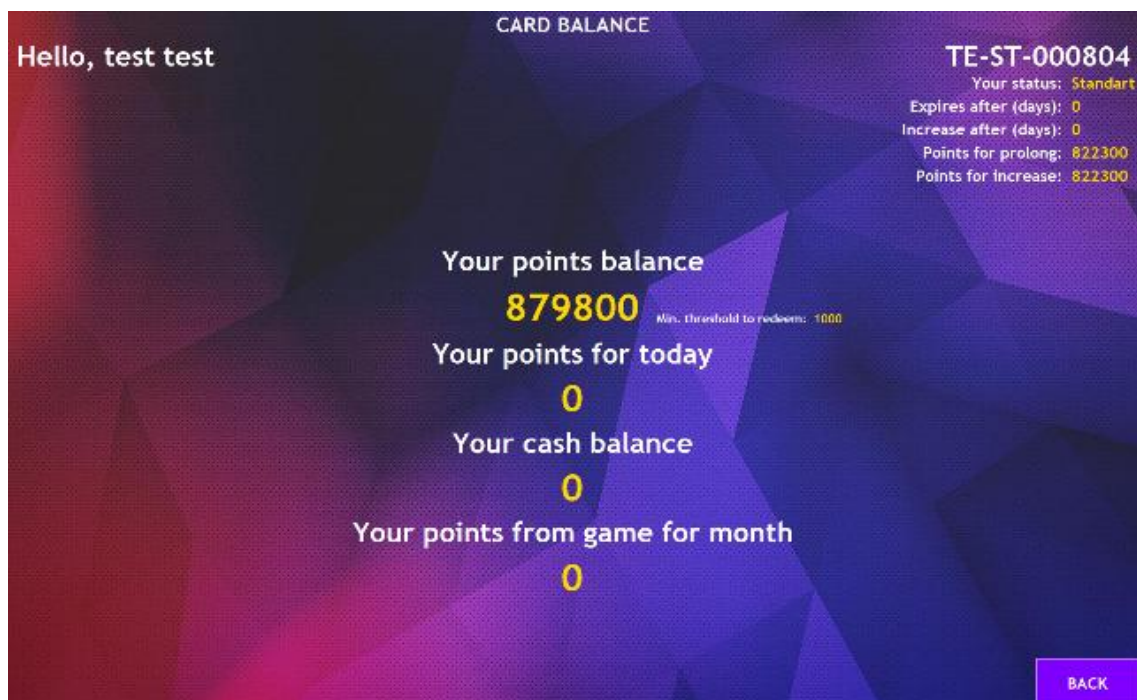 CARD BALANCE
Hello, test test
TE-ST-000804
Your status: Standart
Expires after (days): 0
Increase after (days): 0
Points for prolong: 822300
Points for increase: 822300
Your points balance
879800 Min. threshold to redeem: 1000
Your points for today
0
Your cash balance
0
Your points from game for month
0
BACK